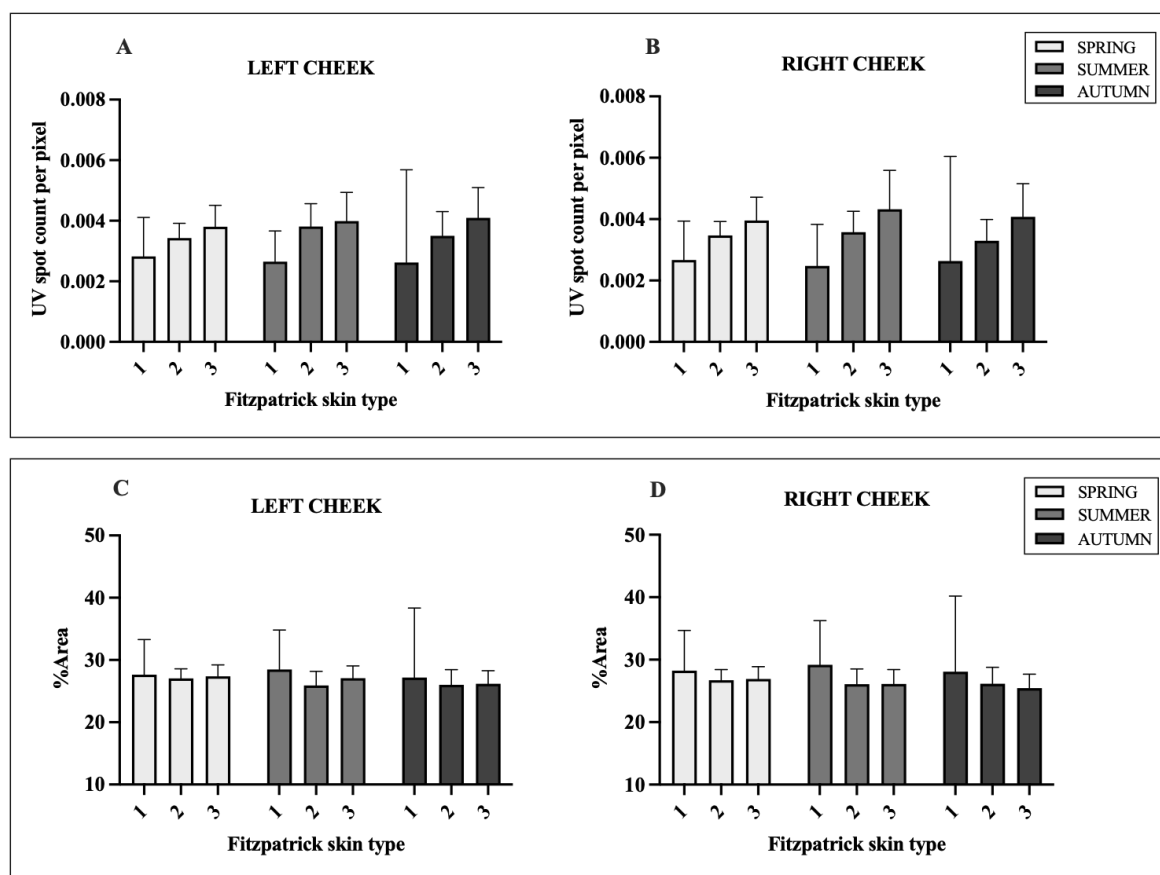 A
LEFT CHEEK
UV spot count per pixel
0.008
0.006
0.004
0.002
0.000
1 2 3 1 2 3 1 2 3
Fitzpatrick skin type
B
RIGHT CHEEK
SPRING
SUMMER
AUTUMN
UV spot count per pixel
0.008
0.006
0.004
0.002
0.000
1 2 3 1 2 3 1 2 3
Fitzpatrick skin type
C
LEFT CHEEK
%Area
50
40
30
20
10
1 2 3 1 2 3 1 2 3
Fitzpatrick skin type
D
RIGHT CHEEK
SPRING
SUMMER
AUTUMN
%Area
50
40
30
20
10
1 2 3 1 2 3 1 2 3
Fitzpatrick skin type